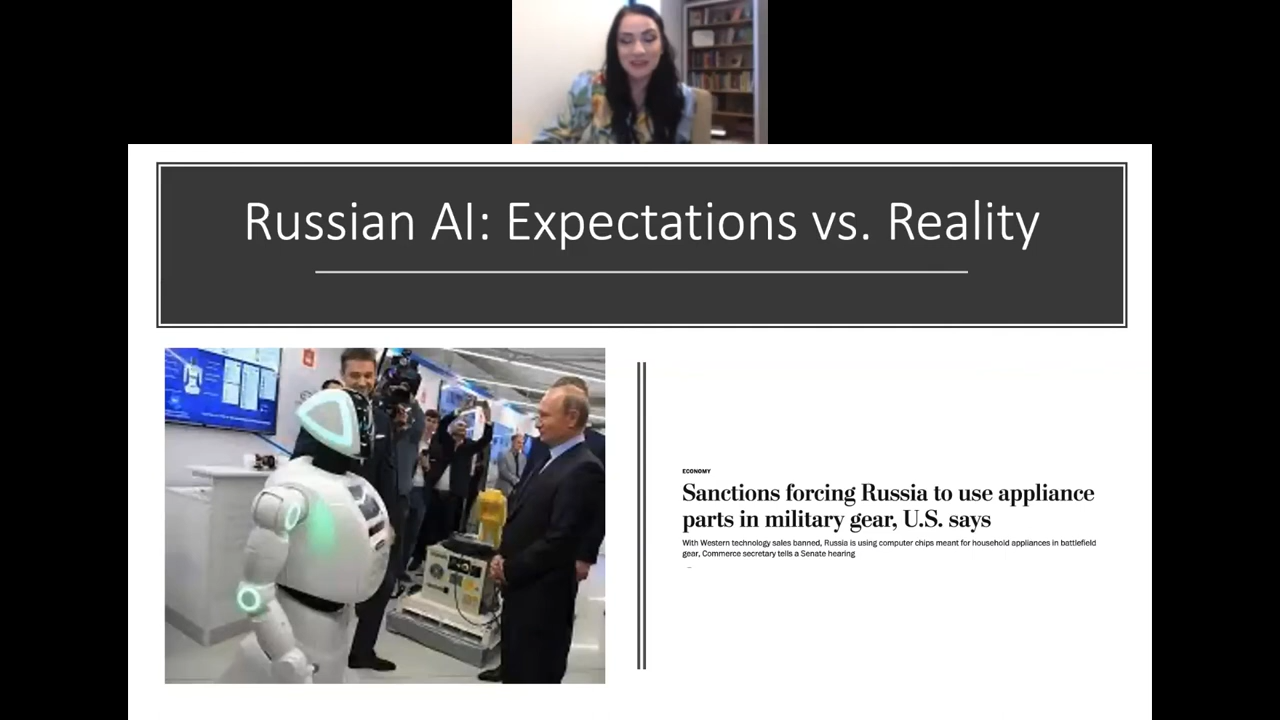 Russian AI: Expectations vs. Reality
ECONOMY
Sanctions forcing Russia to use appliance
parts in military gear, U.S. says
With Western technology sales banned, Russia is using computer chips meant for household appliances in battlefield
gear, Commerce secretary tells a Senate hearing